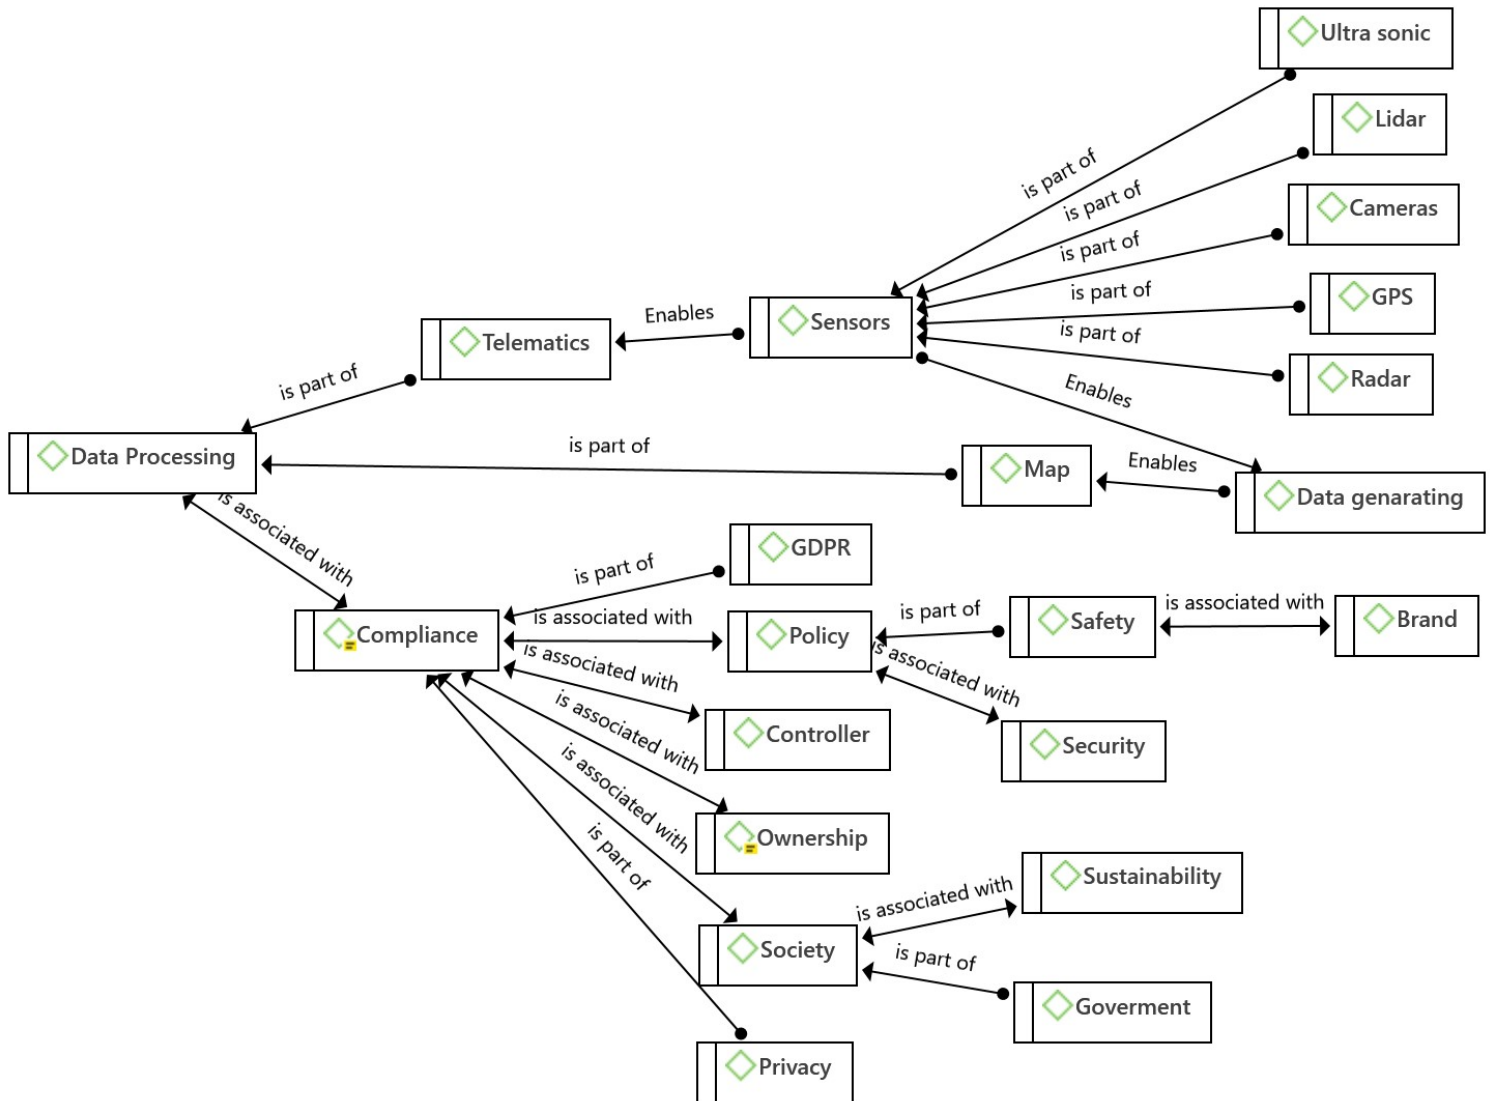 Ultra sonic
Lidar
is part of
Cameras
is part of
is part of
GPS
is part of
Enables
Sensors
is part of
Telematics
Radar
is part of
Enables
Data Processing
is part of
Map
Enables
Data genarating
is associated with
GDPR
is part of
is associated with
Compliance
Policy
is part of
Safety
is associated with
Brand
is associated with
is associated with
Controller
Security
is associated with
is associated with
Ownership
is part of
Sustainability
is associated with
Society
is part of
Goverment
Privacy